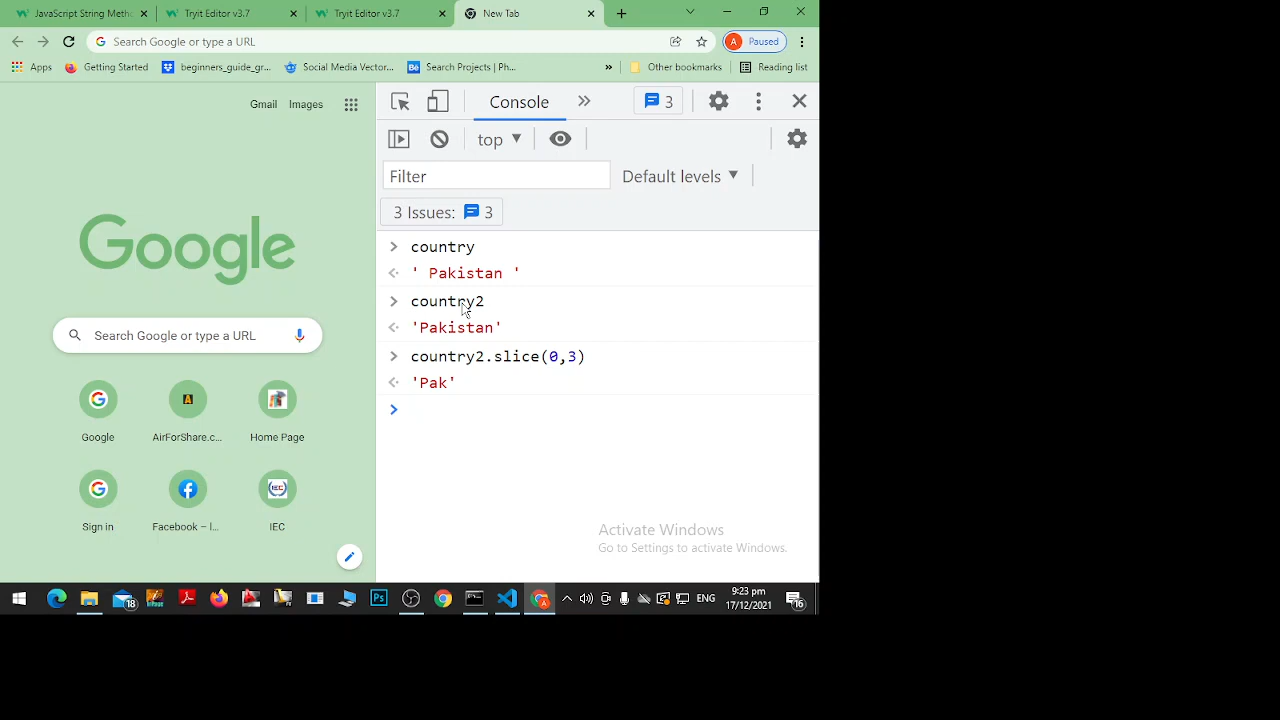 JavaScript String Meth
Tryit Editor v3.7
Tryit Editor v3.7
New Tab
Search Google or type a URL
A Paused
Apps
Getting Started
beginners_guide_gr...
Social Media Vector...
Search Projects | Ph...
»
Other bookmarks
Reading list
Gmail Images
Console
3
top
Filter
Default levels
3 Issues: 3
> country
' Pakistan '
> country2
'Pakistan'
> country2.slice(0,3)
'Pak'
>
Google
Search Google or type a URL
Google
AirForShare.c...
Home Page
Sign in
Facebook – l...
IEC
Activate Windows
Go to Settings to activate Windows.
18
Ps
ENG
9:23 pm
17/12/2021
16